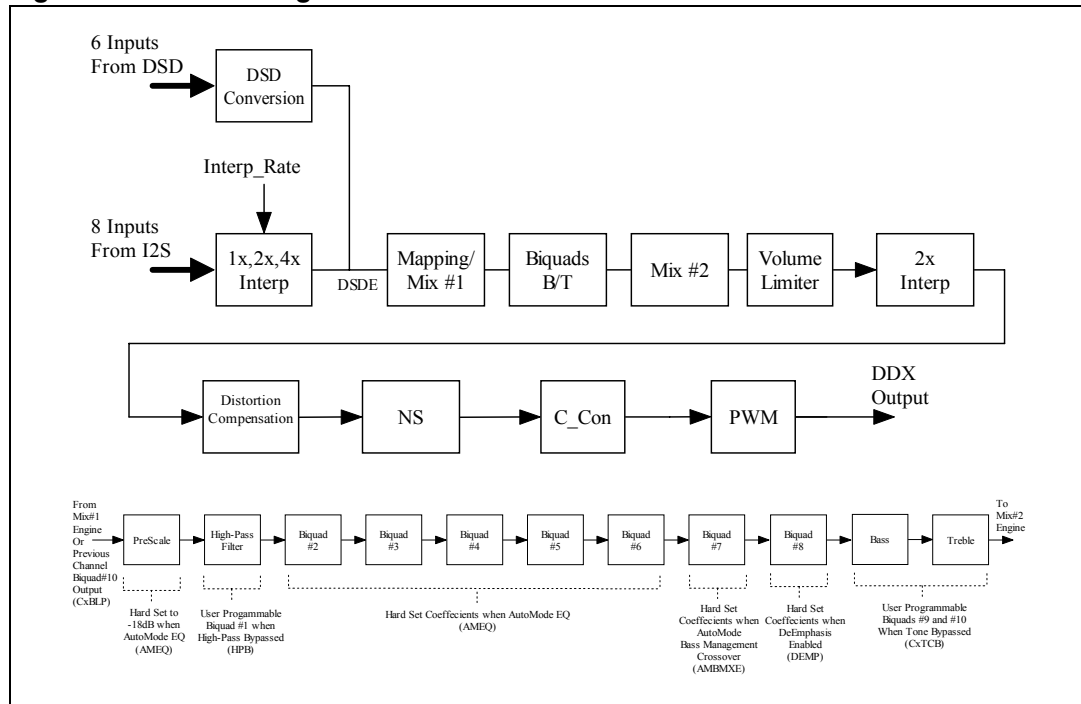 6 Inputs
From DSD
DSD
Conversion
Interp_Rate
8 Inputs
From I2S
1x,2x,4x
Interp
DSDE
Mapping/
Mix #1
Biquads
B/T
Mix #2
Volume
Limiter
2x
Interp
Distortion
Compensation
NS
C_Con
PWM
DDX
Output
From
Mix#1
Engine
Or
Previous
Channel
Biquad#10
Output
(CxBLP)
PreScale
High-Pass
Filter
Biquad
#2
Biquad
#3
Biquad
#4
Biquad
#5
Biquad
#6
Biquad
#7
Biquad
#8
Bass
Treble
To
Mix#2
Engine
Hard Set to
-18dB when
AutoMode EQ
(AMEQ)
User Progammable
Biquad #1 when
High-Pass Bypassed
(HPB)
Hard Set Coeffecients when AutoMode EQ
(AMEQ)
Hard Set
Coeffecients when
AutoMode
Bass Management
Crossover
(AMBMXE)
Hard Set
Coeffecients when
DeEmphasis
Enabled
(DEMP)
User Programmable
Biquads #9 and #10
When Tone Bypassed
(CxTCB)